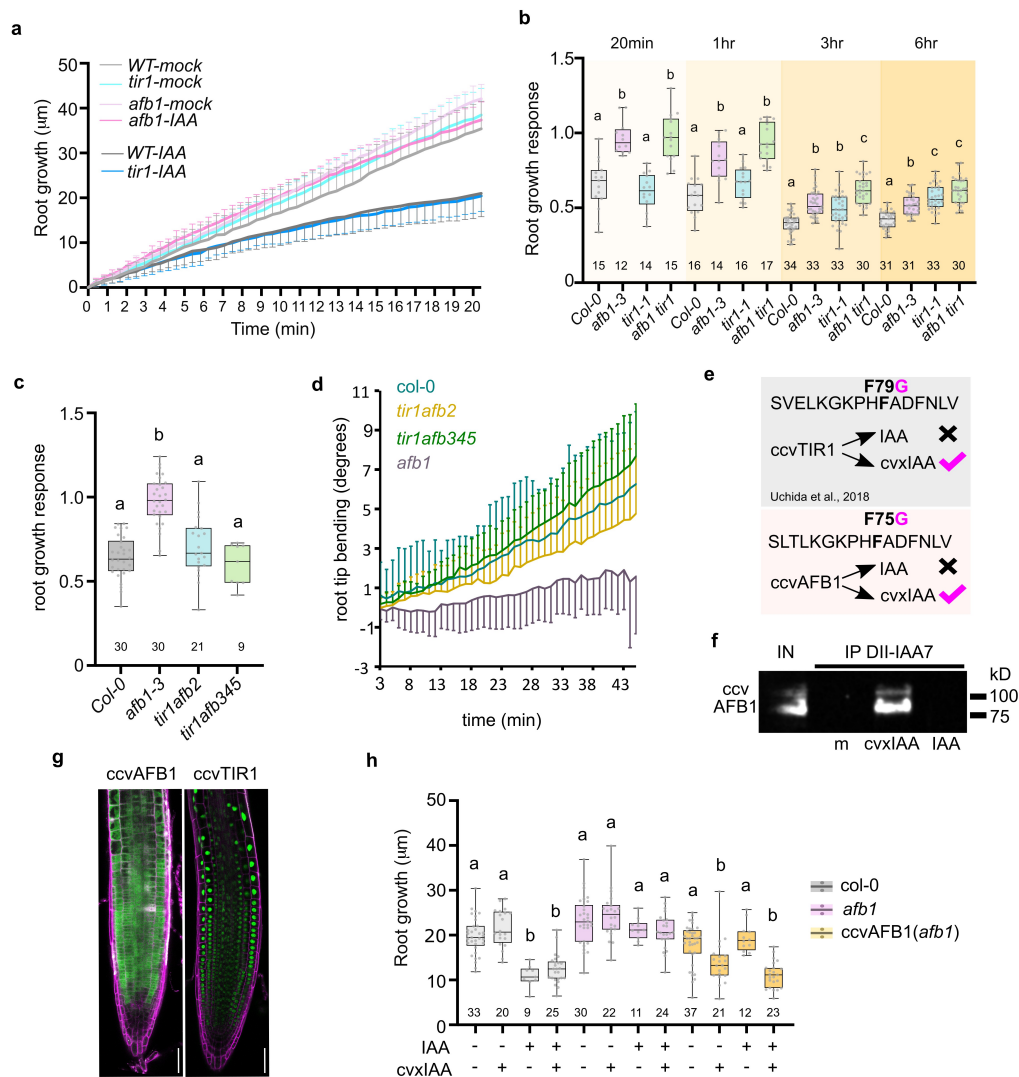 a
Root growth (μm)
50
40
30
20
10
0
WT-mock
tir1-mock
afb1-mock
afb1-IAA
WT-IAA
tir1-IAA
0 1 2 3 4 5 6 7 8 9 10 11 12 13 14 15 16 17 18 19 20
Time (min)
b
20min 1hr 3hr 6hr
Root growth response
1.5
1.0
0.5
0
a b a b a b a b a b b c a b c c
15 12 14 15 16 14 16 17 34 33 33 30 31 31 33 30
Col-0 afb1-3 tir1-1 afb1 tir1 Col-0 afb1-3 tir1-1 afb1 tir1 Col-0 afb1-3 tir1-1 afb1 tir1 Col-0 afb1-3 tir1-1 afb1 tir1
c
root growth response
1.5
1.0
0.5
0
a b a a
30 30 21 9
Col-0 afb1-3 tir1afb2 tir1afb345
d
root tip bending (degrees)
11
9
7
5
3
1
-1
-3
col-0
tir1afb2
tir1afb345
afb1
3 8 13 18 23 28 33 38 43
time (min)
e
F79G
SVELKGKPHFADFNLV
ccvTIR1
IAA
cvxIAA
Uchida et al., 2018
F75G
SLTLKGKPHFADFNLV
ccvAFB1
IAA
cvxIAA
f
IN IP DII-IAA7
kD
ccv
AFB1
100
75
m cvxIAA IAA
g
ccvAFB1 ccvTIR1
h
Root growth (μm)
50
40
30
20
10
0
a a b b a a a a a b a b
33 20 9 25 30 22 11 24 37 21 12 23
IAA - - + + - - + + - - + +
cvxIAA - + - + - + - + - + - +
col-0
afb1
ccvAFB1(afb1)